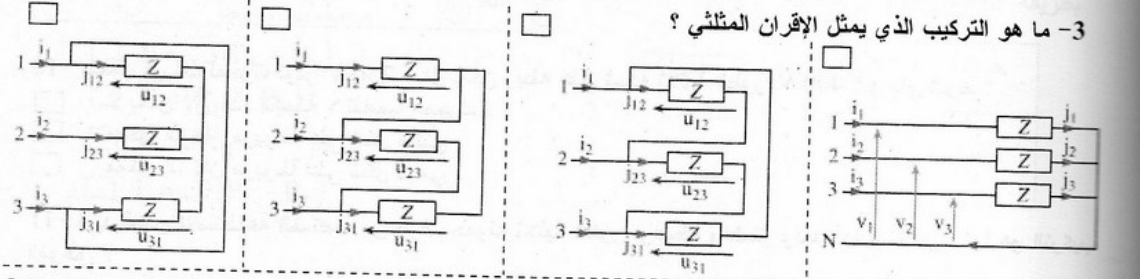 3- ما هو التركيب الذي يمثل الإقران المثلثي ؟
1 i1 j1 Z
2 i2 j2 Z
3 i3 j3 Z
v1 v2 v3
N
1 i1 j12 Z u12
2 i2 j23 Z u23
3 i3 j31 Z u31
1 i1 j12 Z u12
2 i2 j23 Z u23
3 i3 j31 Z u31
1 i1 j12 Z u12
2 i2 j23 Z u23
3 i3 j31 Z u31